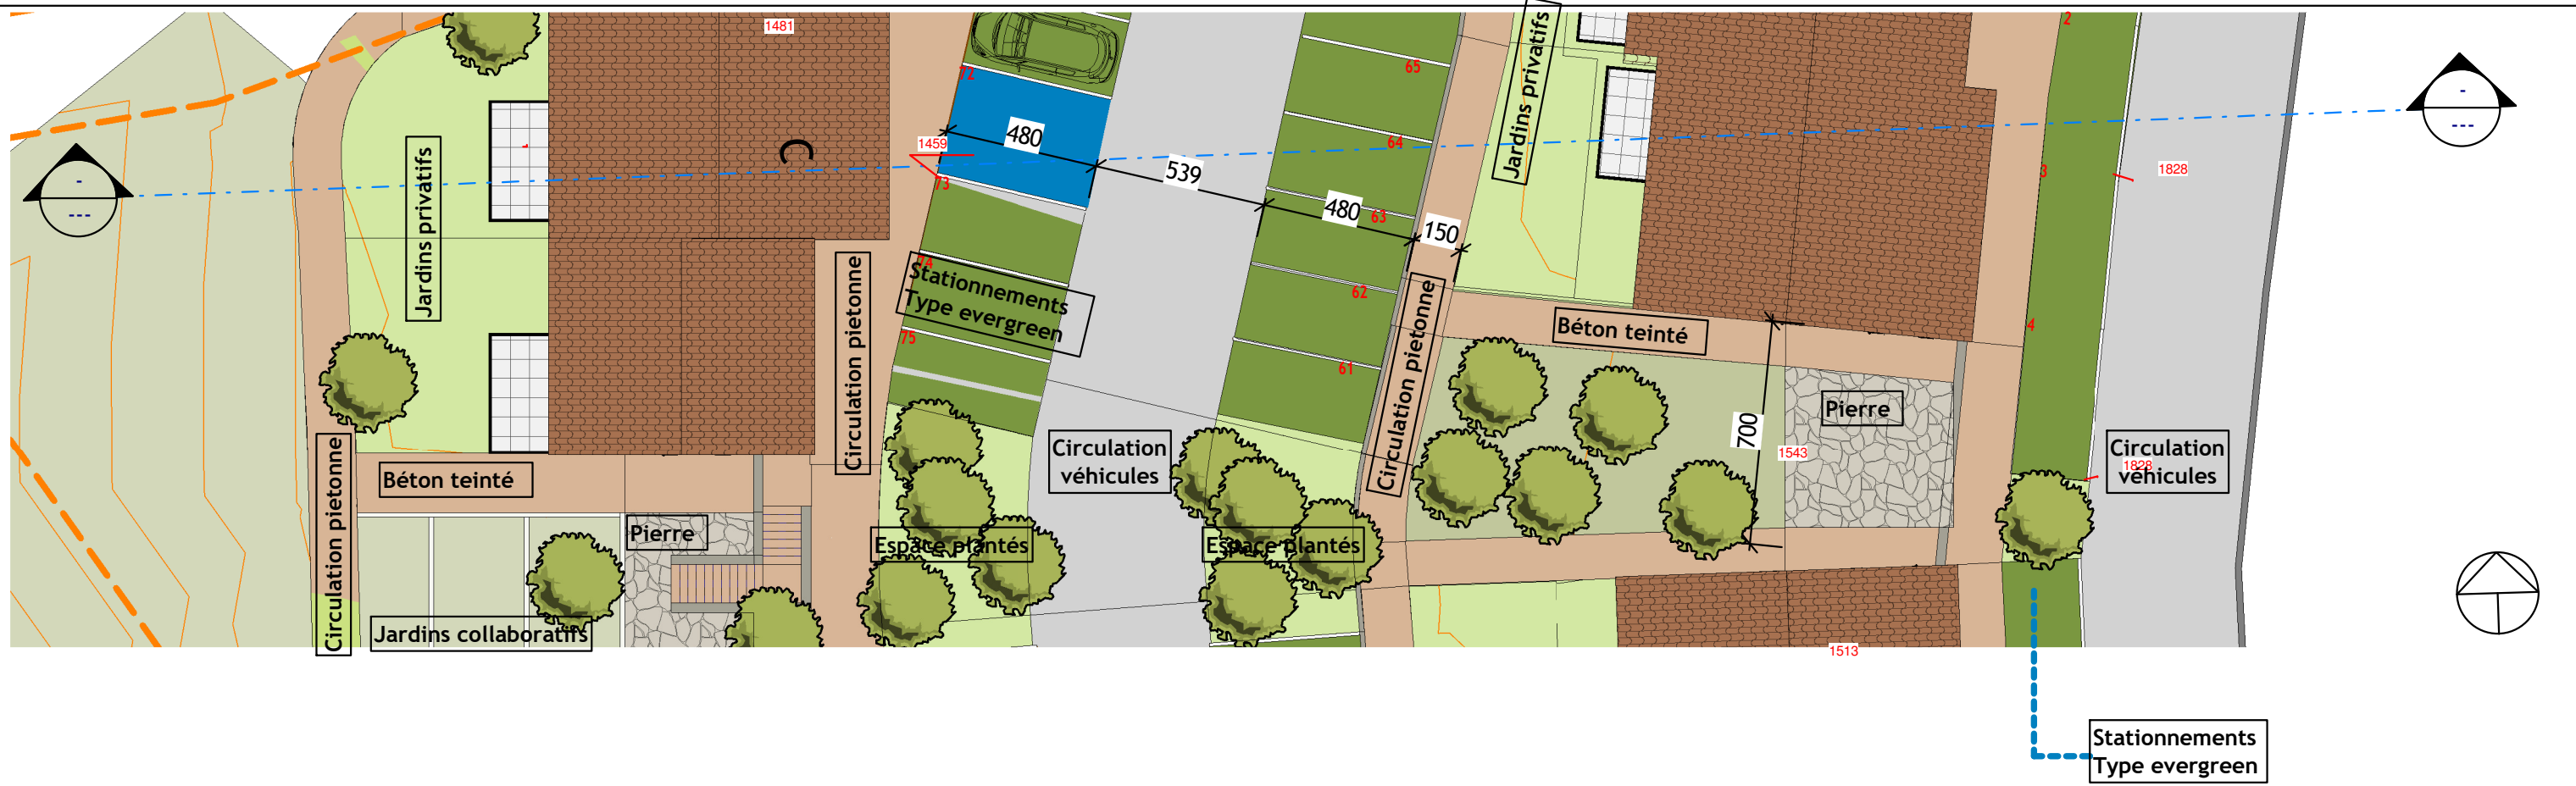 1481
2
72
65
Jardins privatifs
480
1459
64
Jardins privatifs
C
539
73
3
1828
-
---
-
---
480
63
150
74
Stationnements
Type evergreen
62
Circulation pietonne
Circulation pietonne
Béton teinté
4
75
61
Pierre
700
Circulation
véhicules
1543
Circulation
véhicules
1828
Circulation pietonne
Béton teinté
Pierre
Espace plantés
Espace plantés
Jardins collaboratifs
1513
Stationnements
Type evergreen